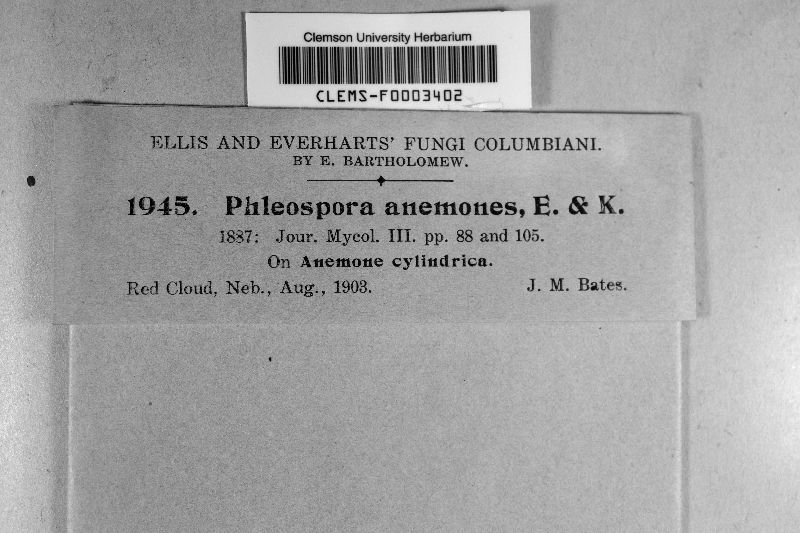 Clemson University Herbarium
CLEMS-F0003402
ELLIS AND EVERHARTS' FUNGI COLUMBIANI.
BY E. BARTHOLOMEW.
1945. Phleospora anemones, E. & K.
1887: Jour. Mycol. III. pp. 88 and 105.
On Anemone cylindrica.
Red Cloud, Neb., Aug., 1903. J. M. Bates.